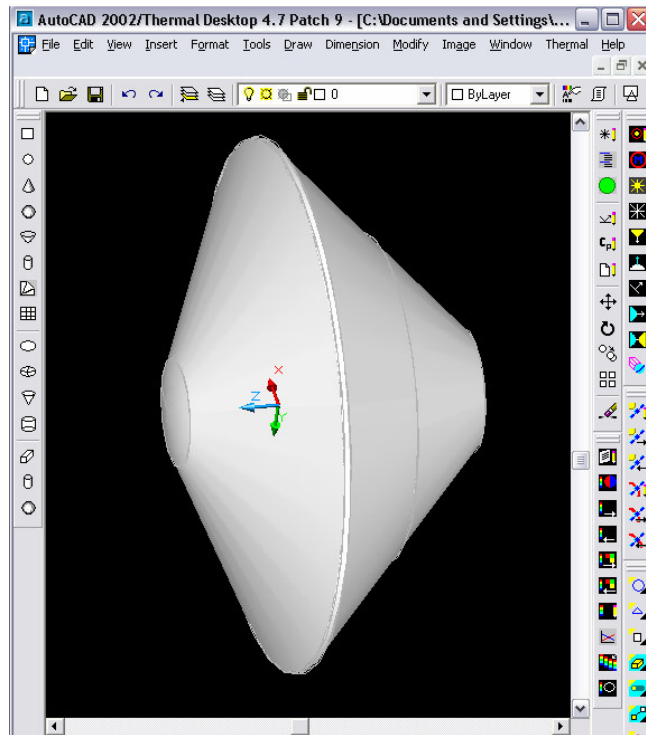 AutoCAD 2002/Thermal Desktop 4.7 Patch 9 - [C:\Documents and Settings\...
File Edit View Insert Format Tools Draw Dimension Modify Image Window Thermal Help
0 ByLayer
X
Z
Y